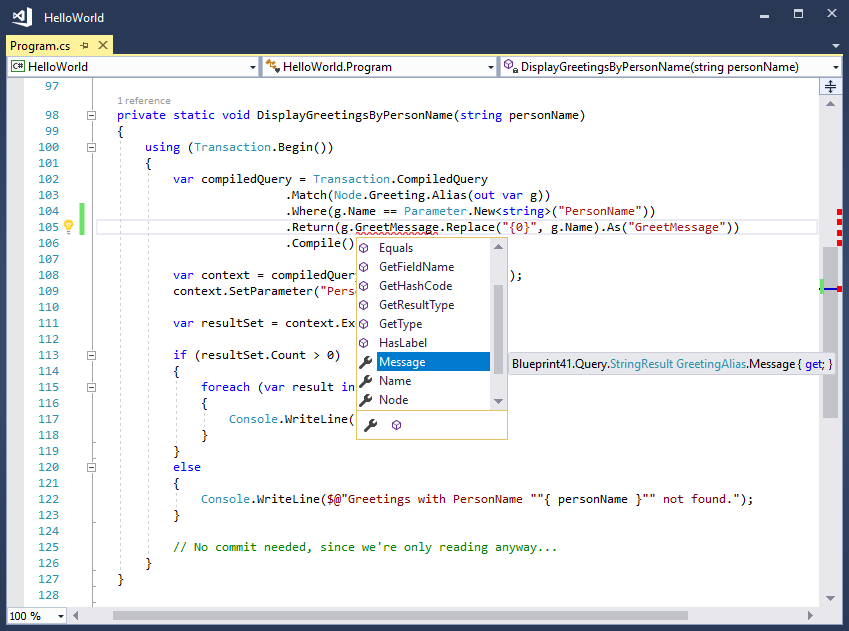 HelloWorld
Program.cs
C# HelloWorld HelloWorld.Program DisplayGreetingsByPersonName(string personName)
97
1 reference
98 private static void DisplayGreetingsByPersonName(string personName)
99 {
100 using (Transaction.Begin())
101 {
102 var compiledQuery = Transaction.CompiledQuery
103 .Match(Node.Greeting.Alias(out var g))
104 .Where(g.Name == Parameter.New<string>("PersonName"))
105 .Return(g.GreetMessage.Replace("{0}", g.Name).As("GreetMessage"))
106 .Compile()
Equals
107
GetFieldName
108 var context = compiledQuer );
GetHashCode
109 context.SetParameter("Pers
GetResultType
110
111 var resultSet = context.Ex
GetType
112
HasLabel
113 if (resultSet.Count > 0)
Message Blueprint41.Query.StringResult GreetingAlias.Message { get; }
114 {
Name
115 foreach (var result in
Node
116 {
117 Console.WriteLine(
118 }
119 }
120 else
121 {
122 Console.WriteLine($@"Greetings with PersonName ""{ personName }"" not found.");
123 }
124
125 // No commit needed, since we're only reading anyway...
126 }
127 }
128
100 %